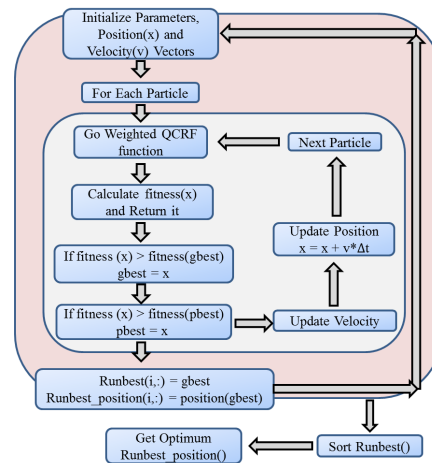 Initialize Parameters,
Position(x) and
Velocity(v) Vectors
For Each Particle
Go Weighted QCRF
function
Next Particle
Calculate fitness(x)
and Return it
Update Position
x = x + v*Δt
If fitness (x) > fitness(gbest)
gbest = x
If fitness (x) > fitness(pbest)
pbest = x
Update Velocity
Runbest(i,:) = gbest
Runbest_position(i,:) = position(gbest)
Get Optimum
Runbest_position()
Sort Runbest()